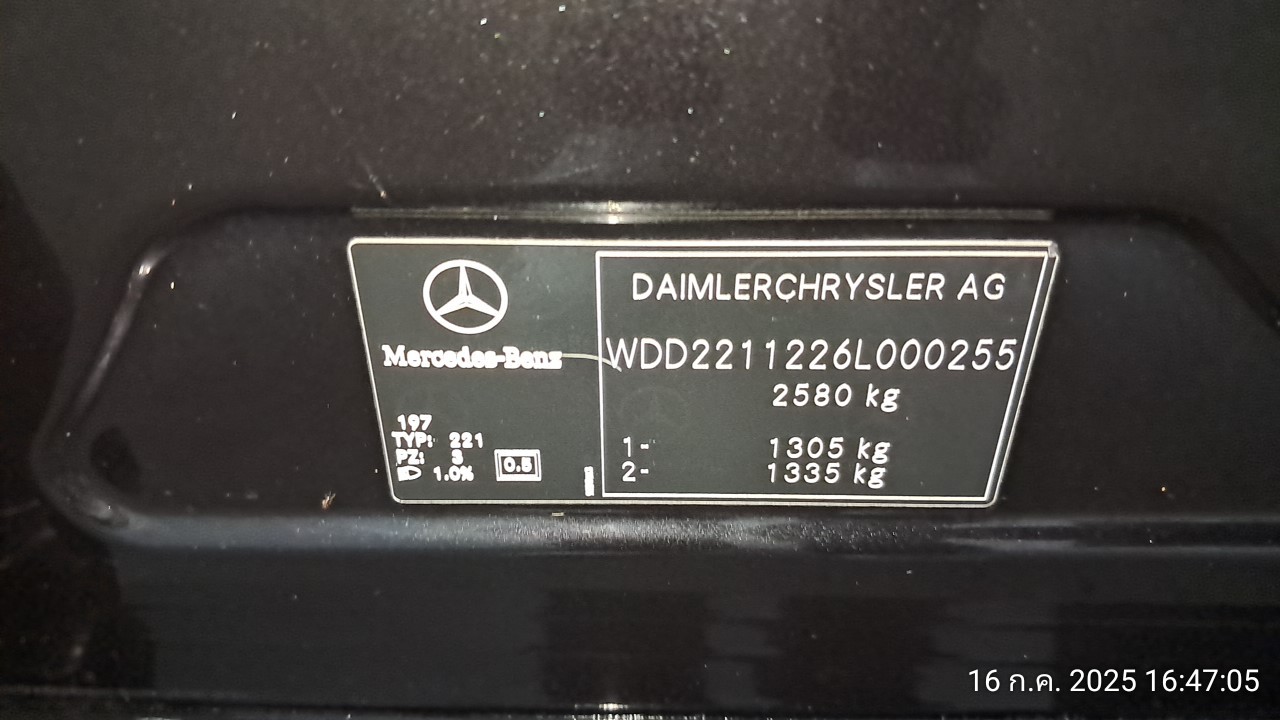 Mercedes-Benz
197
TYP: 221
PZ: 3
1.0%
0.5
DAIMLERCHRYSLER AG
WDD2211226L000255
2580 kg
1- 1305 kg
2- 1335 kg
16 ก.ค. 2025 16:47:05